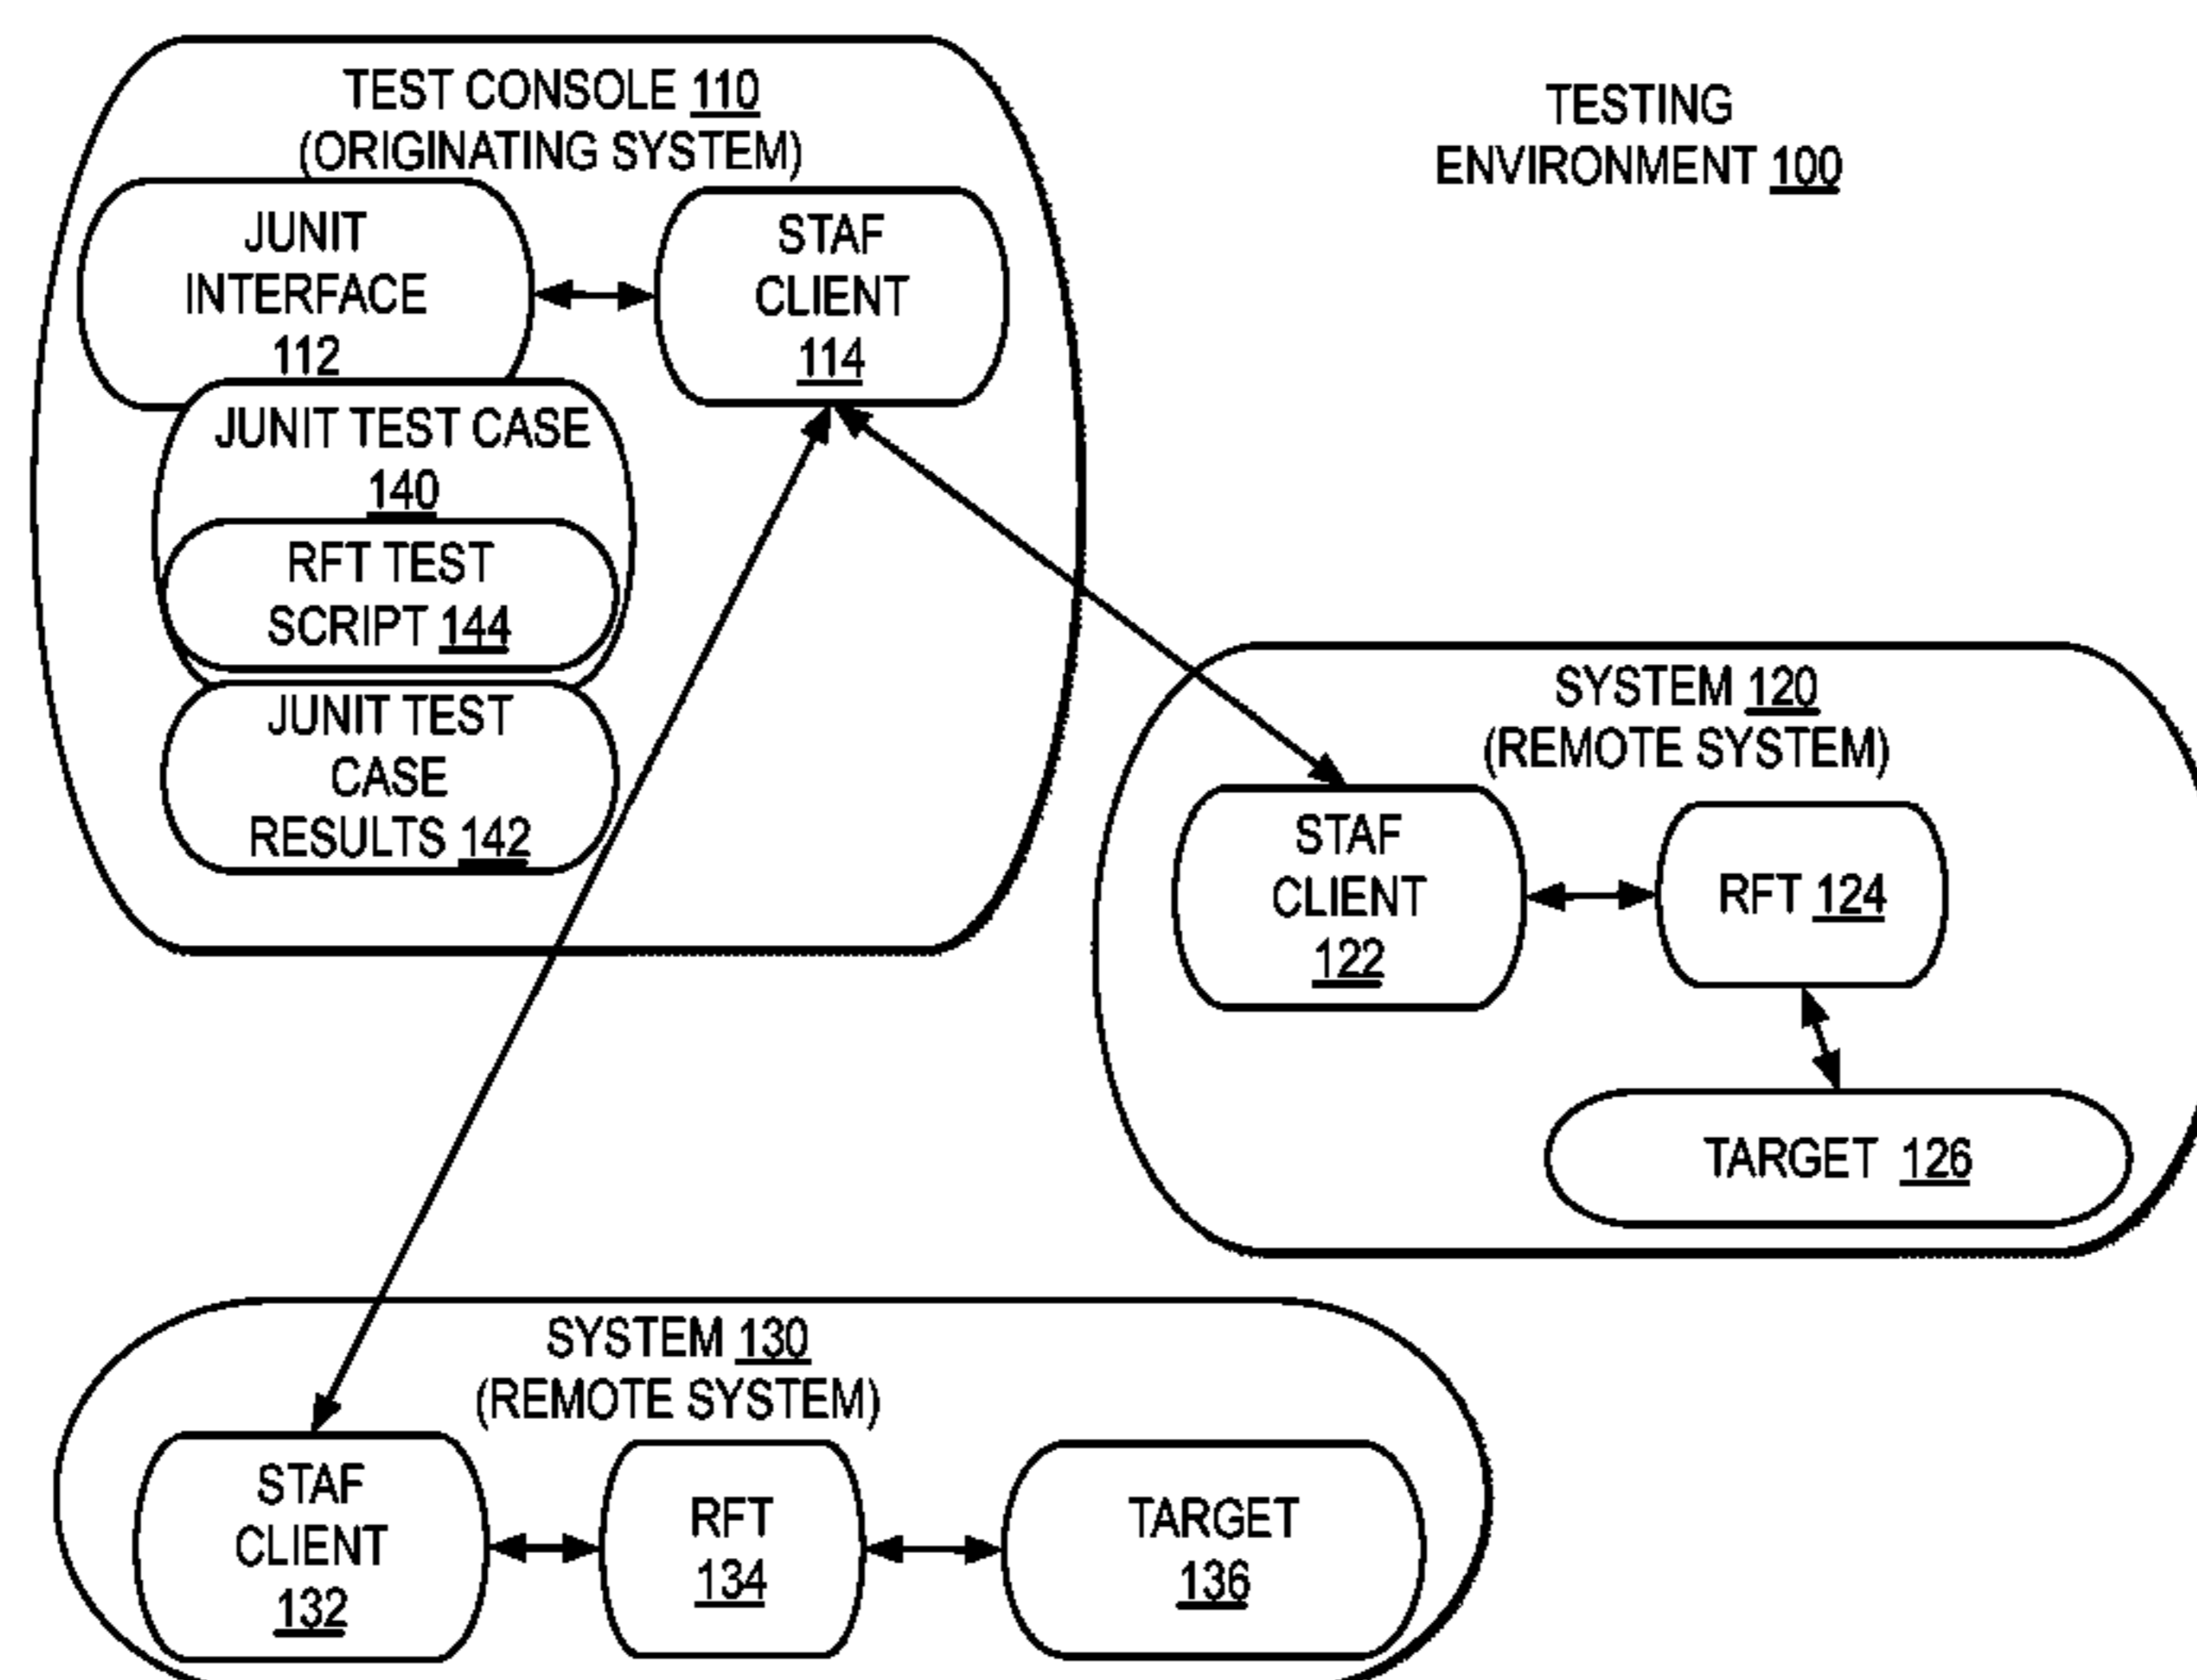 TEST CONSOLE 110
(ORIGINATING SYSTEM)
TESTING
ENVIRONMENT 100
JUNIT
INTERFACE
112
STAF
CLIENT
114
JUNIT TEST CASE
140
RFT TEST
SCRIPT 144
JUNIT TEST
CASE
RESULTS 142
SYSTEM 120
(REMOTE SYSTEM)
STAF
CLIENT
122
RFT 124
TARGET 126
SYSTEM 130
(REMOTE SYSTEM)
STAF
CLIENT
132
RFT
134
TARGET
136